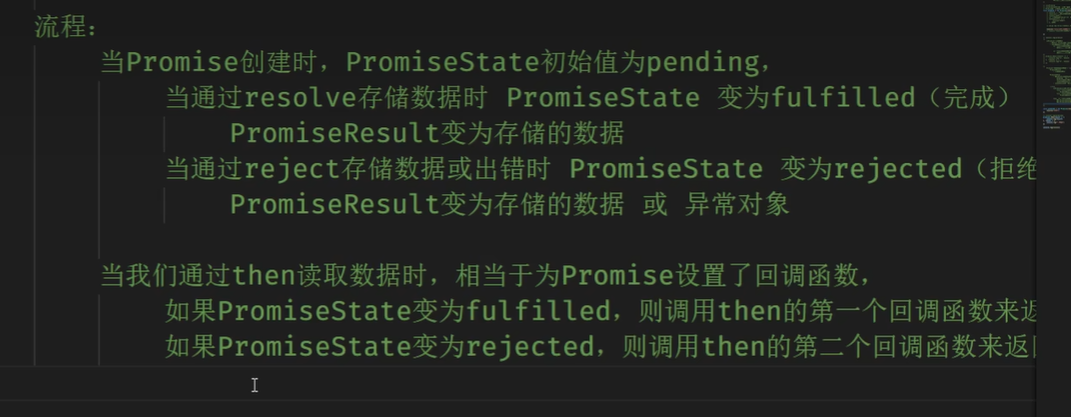 流程：
当Promise创建时，PromiseState初始值为pending，
当通过resolve存储数据时 PromiseState 变为fulfilled（完成）
PromiseResult变为存储的数据
当通过reject存储数据或出错时 PromiseState 变为rejected（拒绝
PromiseResult变为存储的数据 或 异常对象
当我们通过then读取数据时，相当于为Promise设置了回调函数，
如果PromiseState变为fulfilled，则调用then的第一个回调函数来返
如果PromiseState变为rejected，则调用then的第二个回调函数来返